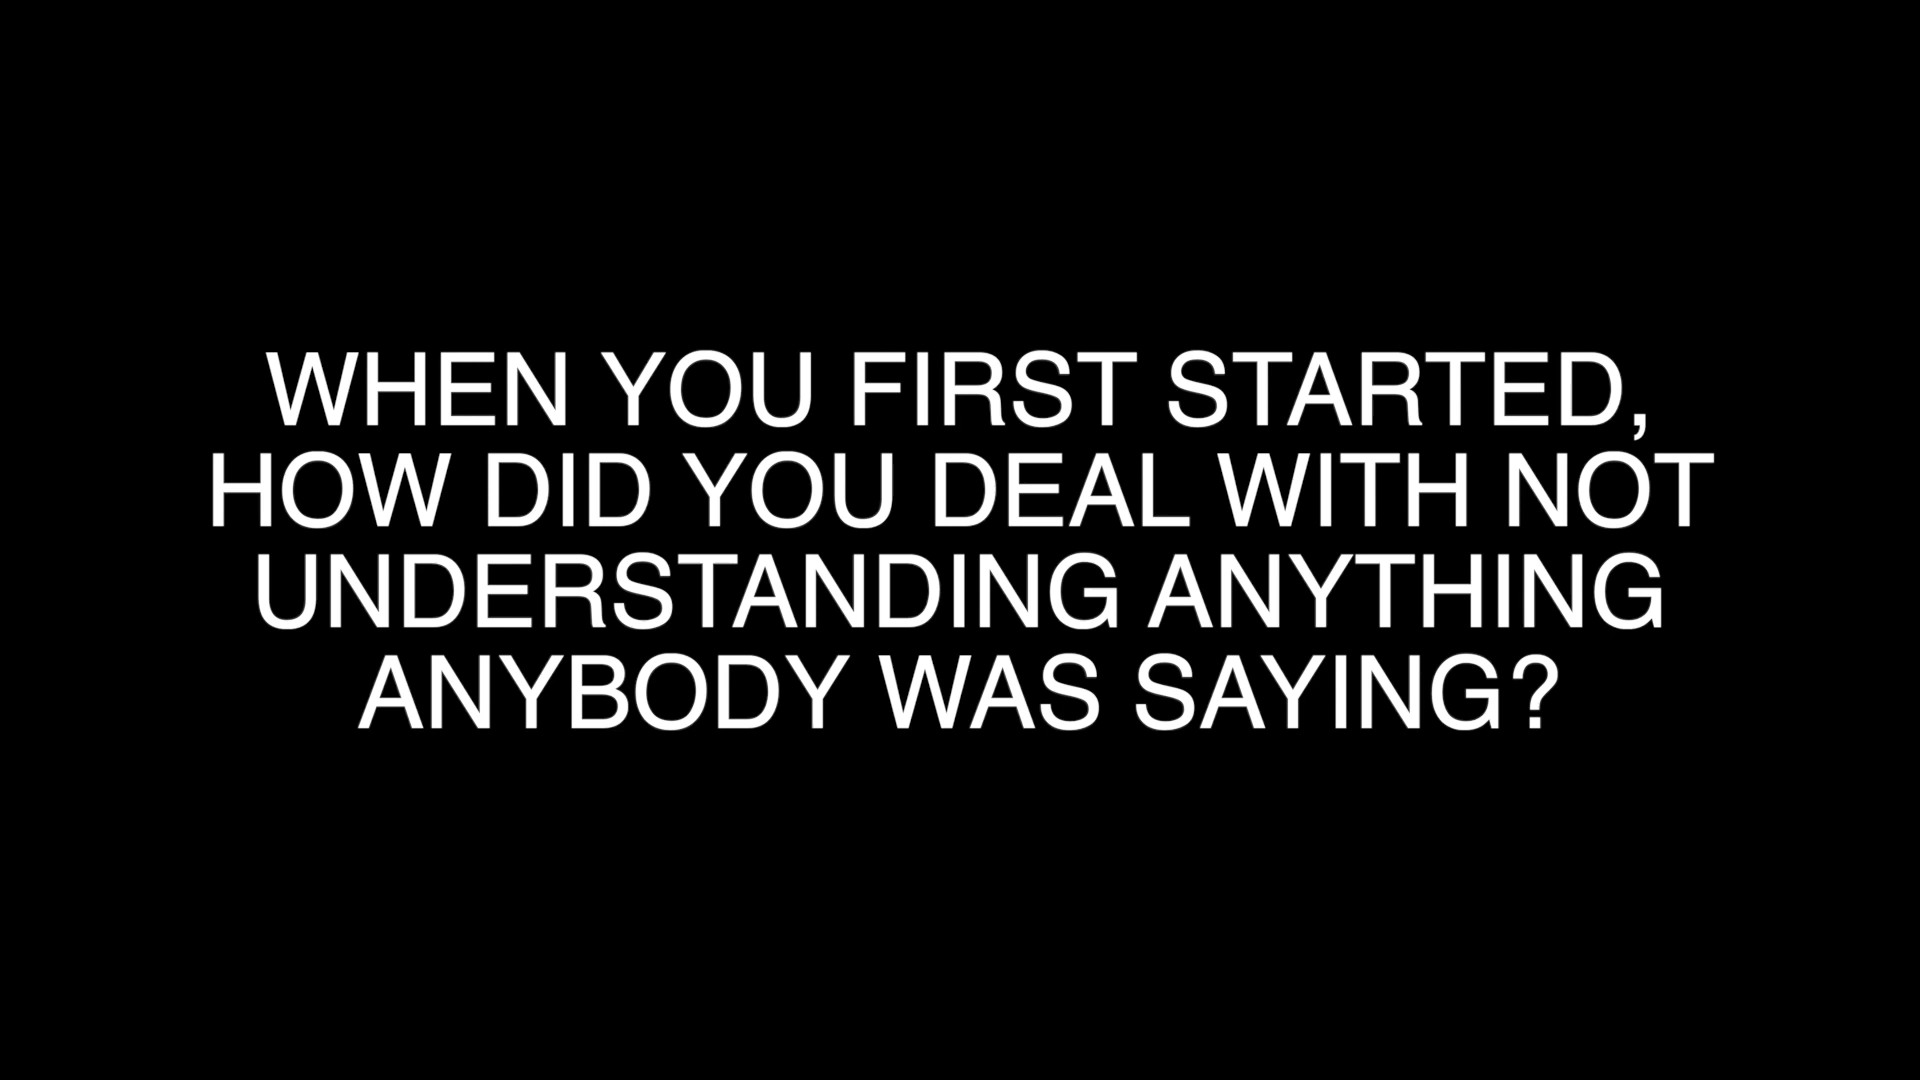 WHEN YOU FIRST STARTED,
HOW DID YOU DEAL WITH NOT
UNDERSTANDING ANYTHING
ANYBODY WAS SAYING?